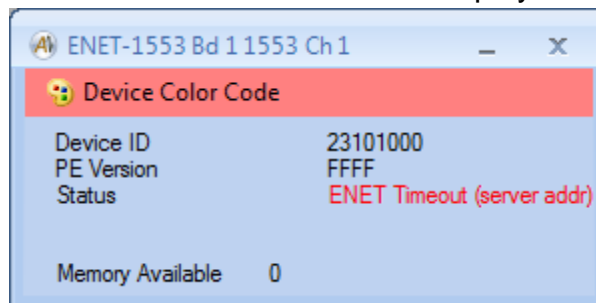 ENET-1553 Bd 1 1553 Ch 1
Device Color Code
Device ID 23101000
PE Version FFFF
Status ENET Timeout (server addr)
Memory Available 0